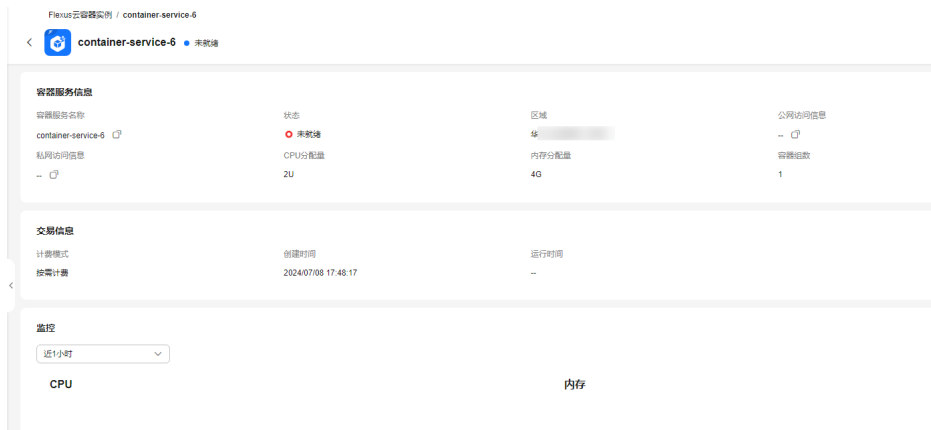 Flexus云容器实例 / container-service-6
container-service-6 未就绪
容器服务信息
容器服务名称 状态 区域 公网访问信息
container-service-6 未就绪 华 --
私网访问信息 CPU分配量 内存分配量 容器组数
-- 2U 4G 1
交易信息
计费模式 创建时间 运行时间
按需计费 2024/07/08 17:48:17 --
监控
近1小时
CPU 内存